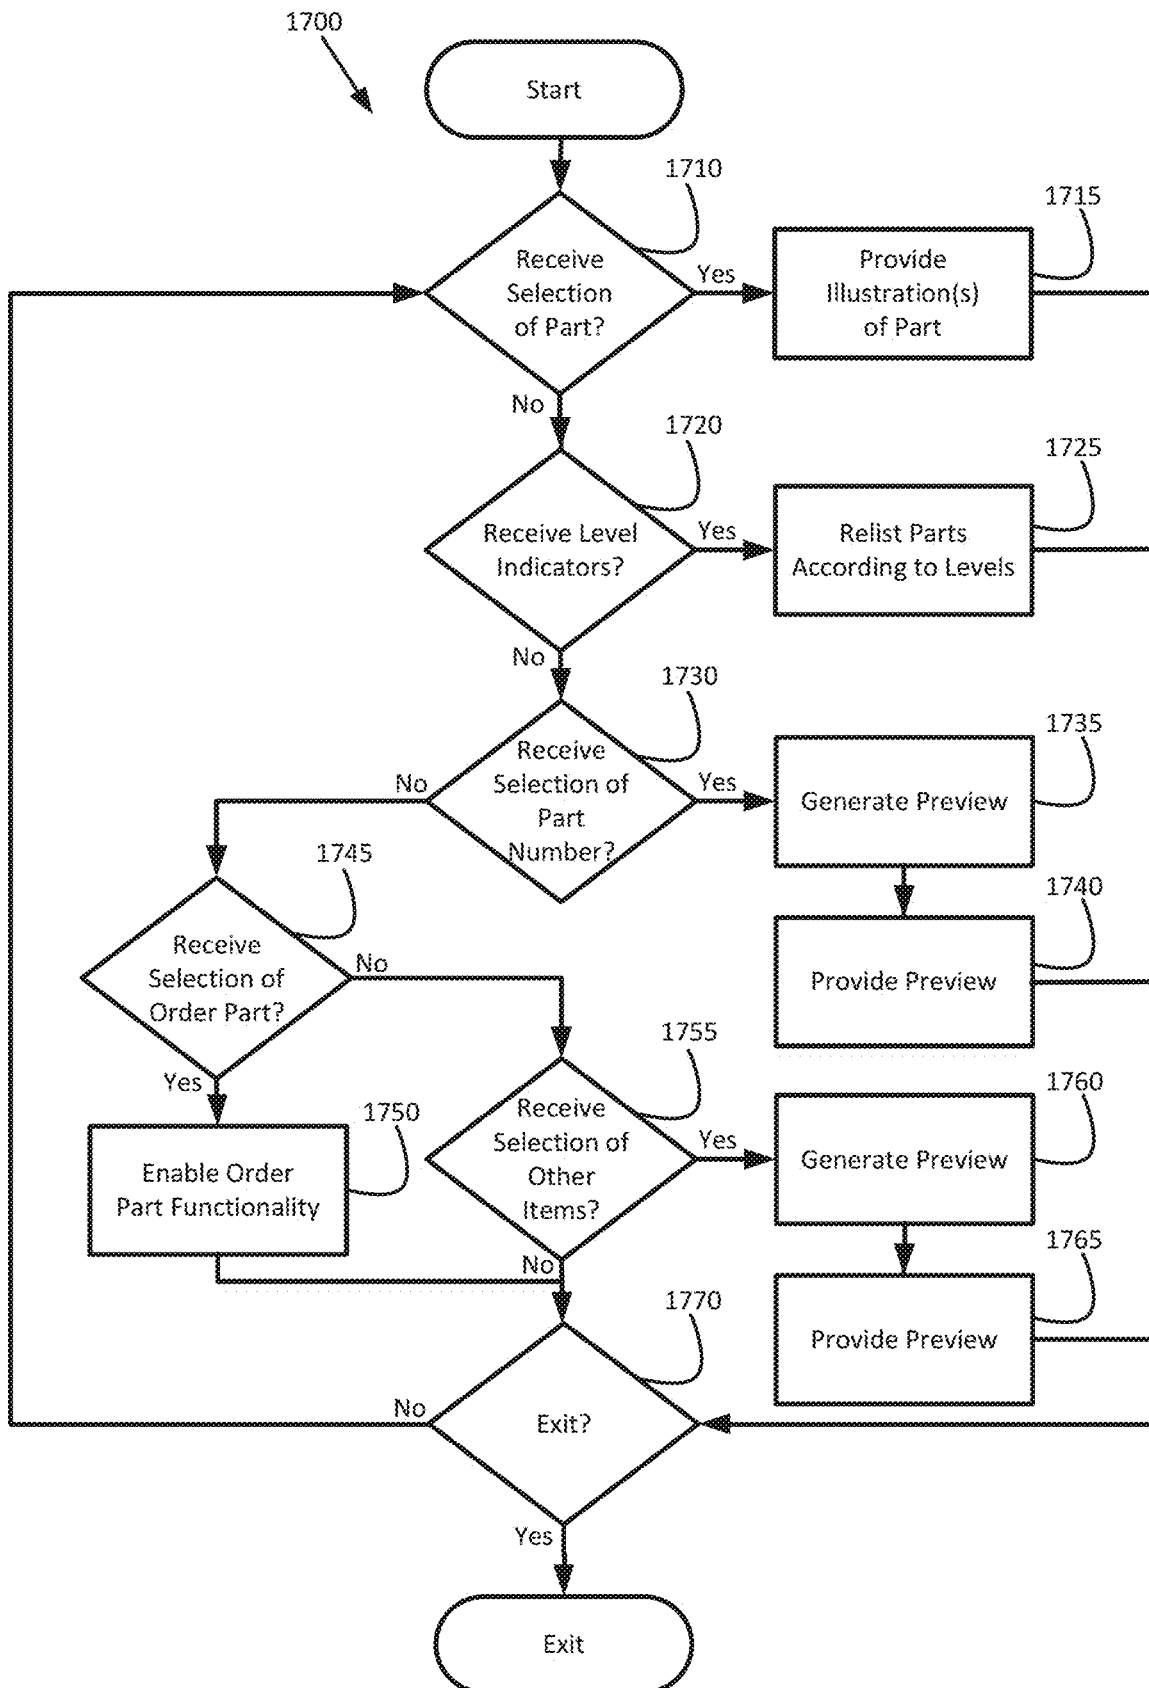 1700
Start
1710
Receive
Selection
of Part?
Yes
1715
Provide
Illustration(s)
of Part
No
1720
Receive Level
Indicators?
Yes
1725
Relist Parts
According to Levels
No
1730
Receive
Selection of
Part
Number?
Yes
1735
Generate Preview
No
1740
Provide Preview
1745
Receive
Selection of
Order Part?
No
Yes
1750
Enable Order
Part Functionality
1755
Receive
Selection of
Other
Items?
Yes
1760
Generate Preview
No
1765
Provide Preview
1770
Exit?
No
Yes
Exit